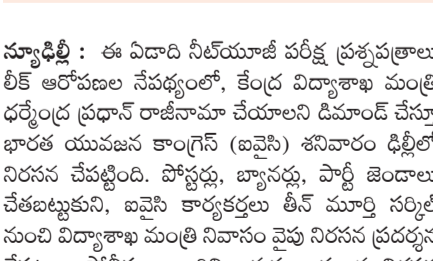 న్యూఢిల్లీ : ఈ ఏడాది నీట్‌యూజీ పరీక్ష ప్రశ్నపత్రాలు
లీక్ ఆరోపణల నేపథ్యంలో, కేంద్ర విద్యాశాఖ మంత్రి
ధర్మేంద్ర ప్రధాన్ రాజీనామా చేయాలని డిమాండ్ చేస్తూ
భారత యువజన కాంగ్రెస్ (ఐవైసి) శనివారం ఢిల్లీలో
నిరసన చేపట్టింది. పోస్టర్లు, బ్యానర్లు, పార్టీ జెండాలు
చేతబట్టుకుని, ఐవైసి కార్యకర్తలు తీన్ మూర్తి సర్కిల్
నుంచి విద్యాశాఖ మంత్రి నివాసం వైపు నిరసన ప్రదర్శన